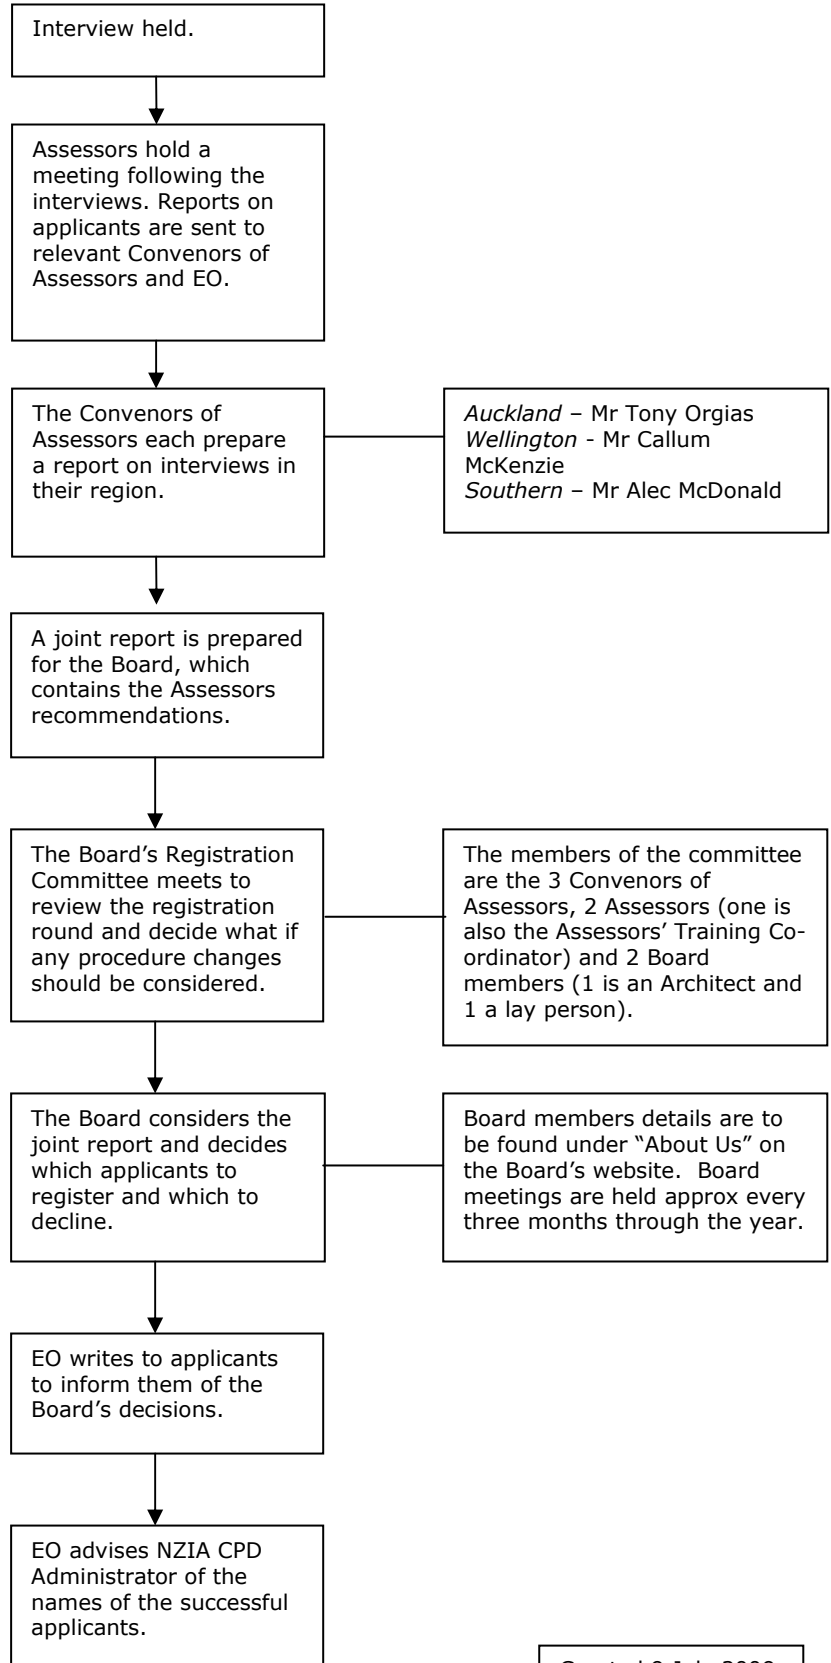 Interview held.
Assessors hold a
meeting following the
interviews. Reports on
applicants are sent to
relevant Convenors of
Assessors and EO.
The Convenors of
Assessors each prepare
a report on interviews in
their region.
Auckland – Mr Tony Orgias
Wellington - Mr Callum
McKenzie
Southern – Mr Alec McDonald
A joint report is prepared
for the Board, which
contains the Assessors
recommendations.
The Board’s Registration
Committee meets to
review the registration
round and decide what if
any procedure changes
should be considered.
The members of the committee
are the 3 Convenors of
Assessors, 2 Assessors (one is
also the Assessors’ Training Co-
ordinator) and 2 Board
members (1 is an Architect and
1 a lay person).
The Board considers the
joint report and decides
which applicants to
register and which to
decline.
Board members details are to
be found under “About Us” on
the Board’s website.  Board
meetings are held approx every
three months through the year.
EO writes to applicants
to inform them of the
Board’s decisions.
EO advises NZIA CPD
Administrator of the
names of the successful
applicants.